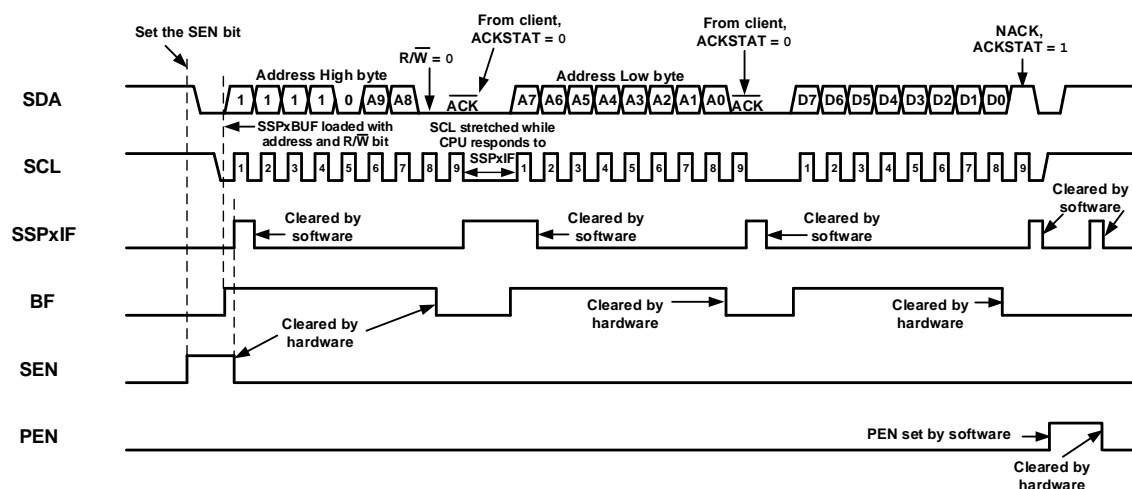 Set the SEN bit
From client,
ACKSTAT = 0
From client,
ACKSTAT = 0
NACK,
ACKSTAT = 1
R/W = 0
Address High byte
Address Low byte
SDA
1 1 1 1 0 A9 A8
ACK
A7 A6 A5 A4 A3 A2 A1 A0
ACK
D7 D6 D5 D4 D3 D2 D1 D0
SSPxBUF loaded with
address and R/W bit
SCL stretched while
CPU responds to
SSPxIF
SCL
1 2 3 4 5 6 7 8 9
1 2 3 4 5 6 7 8 9
1 2 3 4 5 6 7 8 9
SSPxIF
Cleared by
software
Cleared by
software
Cleared by
software
Cleared by
software
BF
Cleared by
hardware
Cleared by
hardware
Cleared by
hardware
SEN
PEN
PEN set by software
Cleared by
hardware